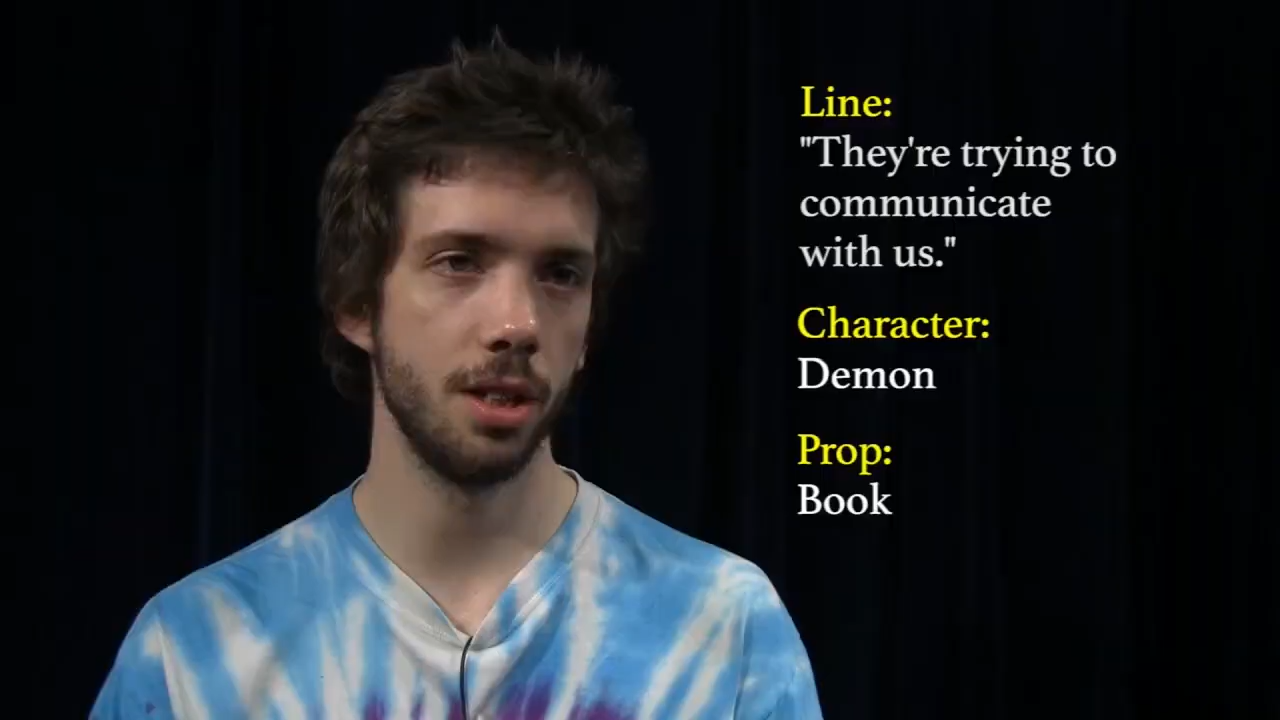 Line:
"They're trying to
communicate
with us."
Character:
Demon
Prop:
Book